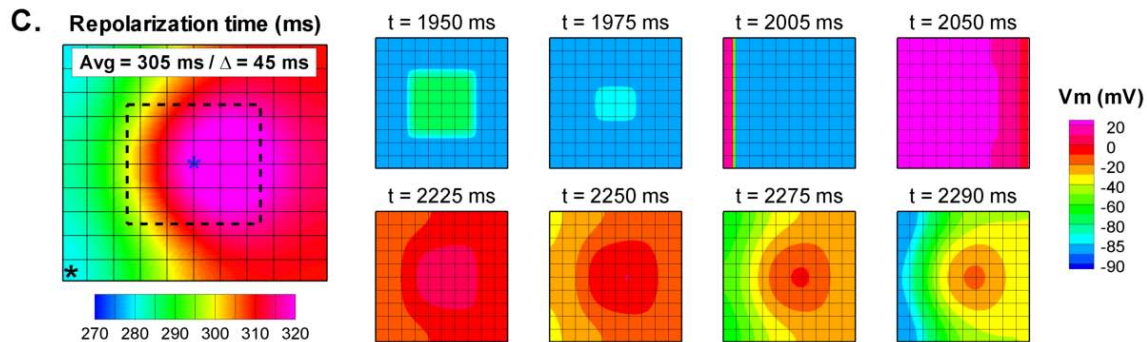 C.
Repolarization time (ms)
Avg = 305 ms / Δ = 45 ms
*
*
270 280 290 300 310 320
t = 1950 ms t = 1975 ms t = 2005 ms t = 2050 ms
t = 2225 ms t = 2250 ms t = 2275 ms t = 2290 ms
Vm (mV)
20
0
-20
-40
-80
-85
-90